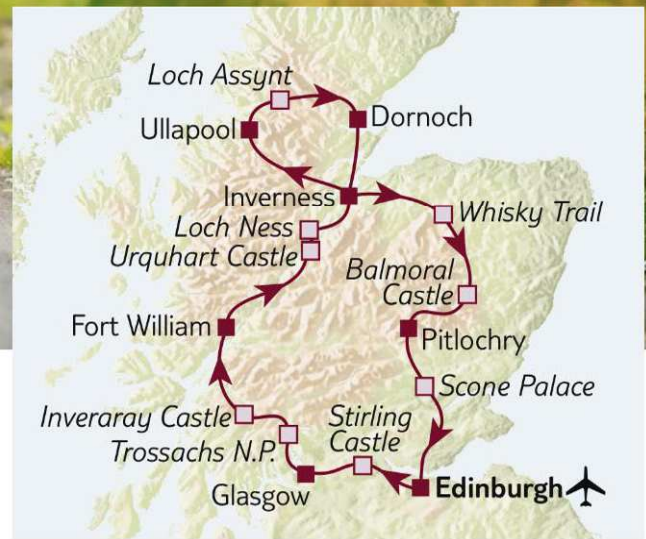 Loch Assynt
Ullapool
Dornoch
Inverness
Loch Ness
Whisky Trail
Urquhart Castle
Balmoral
Castle
Fort William
Pitlochry
Scone Palace
Inveraray Castle
Stirling
Castle
Trossachs N.P.
Glasgow
Edinburgh